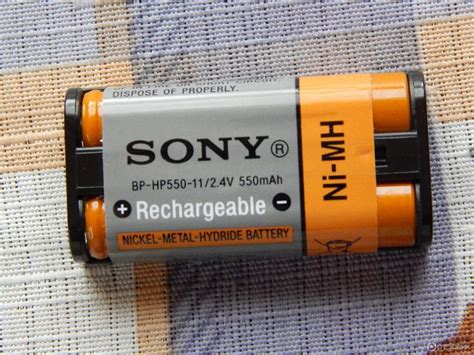 DISPOSE OF PROPERLY.
SONY®
BP-HP550-11/2.4V 550mAh
+ Rechargeable -
NICKEL-METAL-HYDRIDE BATTERY
Ni-MH